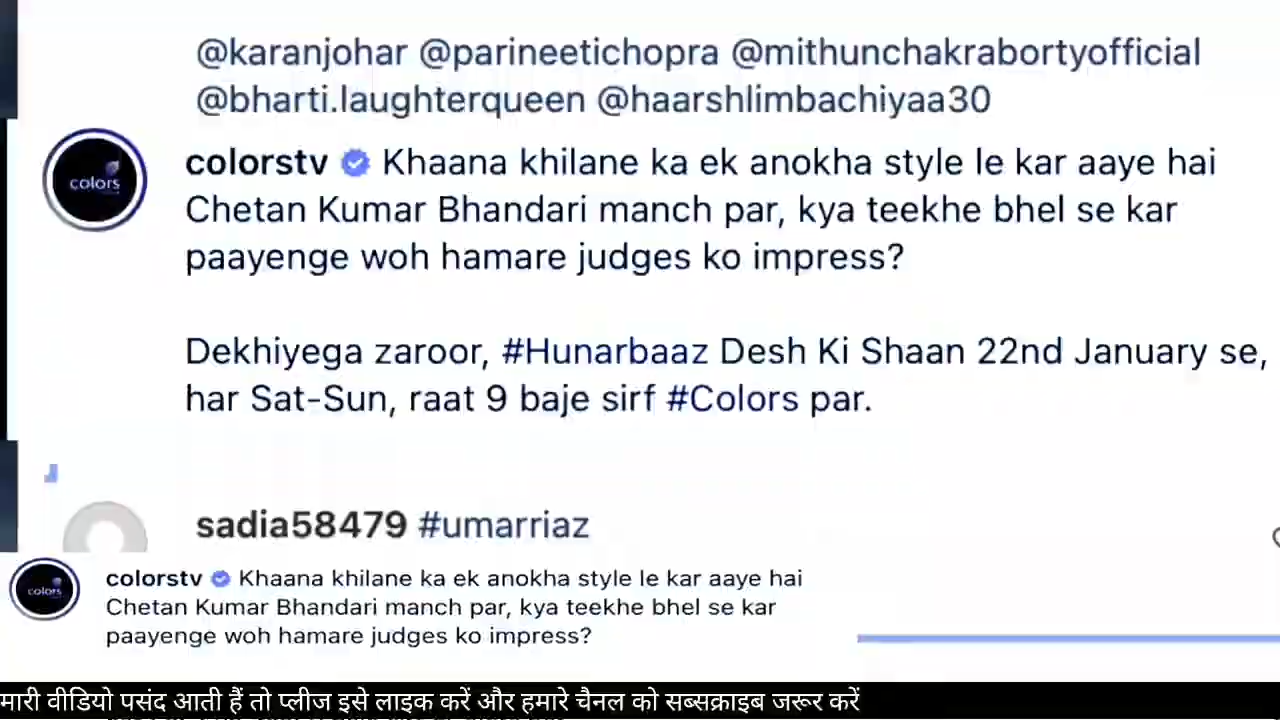 @karanjohar @parineetichopra @mithunchakrabortyofficial
@bharti.laughterqueen @haarshlimbachiyaa30
colors
colorstv Khaana khilane ka ek anokha style le kar aaye hai
Chetan Kumar Bhandari manch par, kya teekhe bhel se kar
paayenge woh hamare judges ko impress?
Dekhiyega zaroor, #Hunarbaaz Desh Ki Shaan 22nd January se,
har Sat-Sun, raat 9 baje sirf #Colors par.
sadia58479 #umarriaz
colors
colorstv Khaana khilane ka ek anokha style le kar aaye hai
Chetan Kumar Bhandari manch par, kya teekhe bhel se kar
paayenge woh hamare judges ko impress?
मारी वीडियो पसंद आती हैं तो प्लीज इसे लाइक करें और हमारे चैनल को सब्सक्राइब जरूर करें